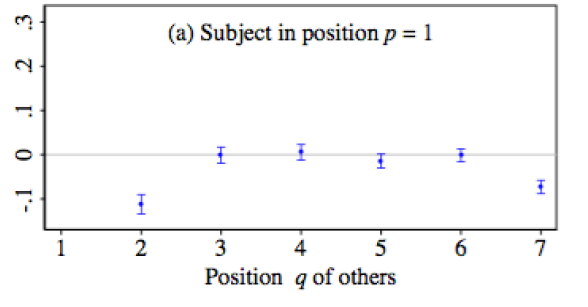 .3
(a) Subject in position p = 1
.2
.1
0
-.1
1 2 3 4 5 6 7
Position q of others